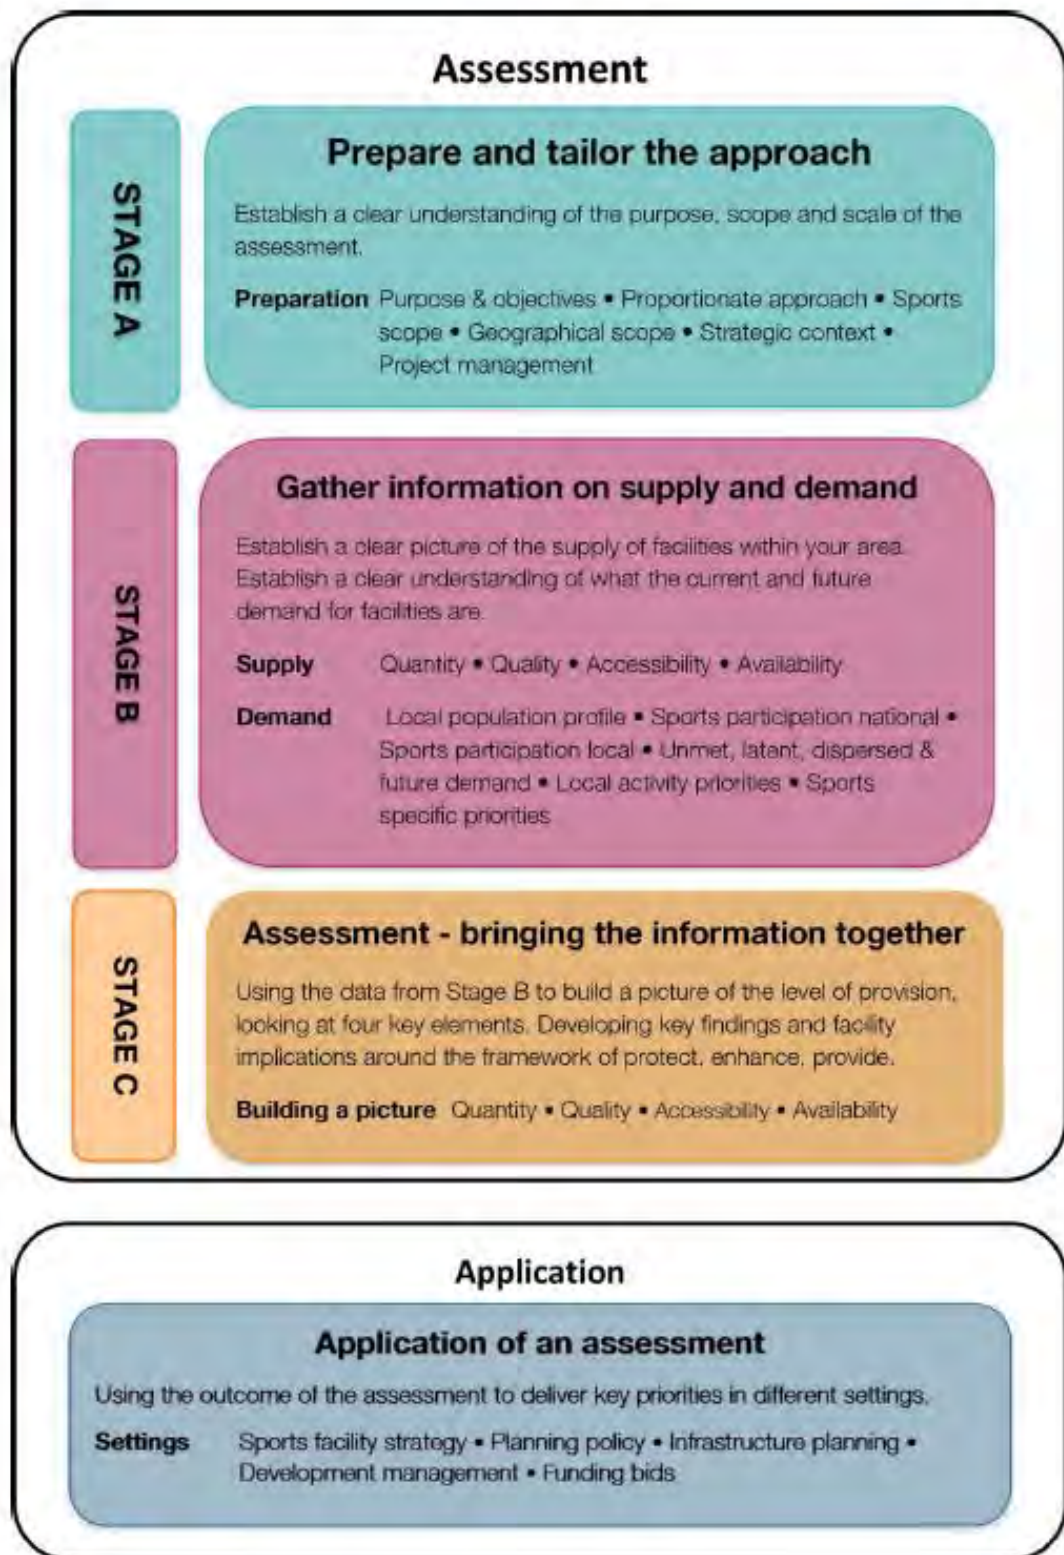 Assessment
STAGE A
Prepare and tailor the approach
Establish a clear understanding of the purpose, scope and scale of the
assessment.
Preparation Purpose & objectives • Proportionate approach • Sports
scope • Geographical scope • Strategic context •
Project management
STAGE B
Gather information on supply and demand
Establish a clear picture of the supply of facilities within your area.
Establish a clear understanding of what the current and future
demand for facilities are.
Supply Quantity • Quality • Accessibility • Availability
Demand Local population profile • Sports participation national •
Sports participation local • Unmet, latent, dispersed &
future demand • Local activity priorities • Sports
specific priorities
STAGE C
Assessment - bringing the information together
Using the data from Stage B to build a picture of the level of provision,
looking at four key elements. Developing key findings and facility
implications around the framework of protect, enhance, provide.
Building a picture Quantity • Quality • Accessibility • Availability
Application
Application of an assessment
Using the outcome of the assessment to deliver key priorities in different settings.
Settings Sports facility strategy • Planning policy • Infrastructure planning •
Development management • Funding bids